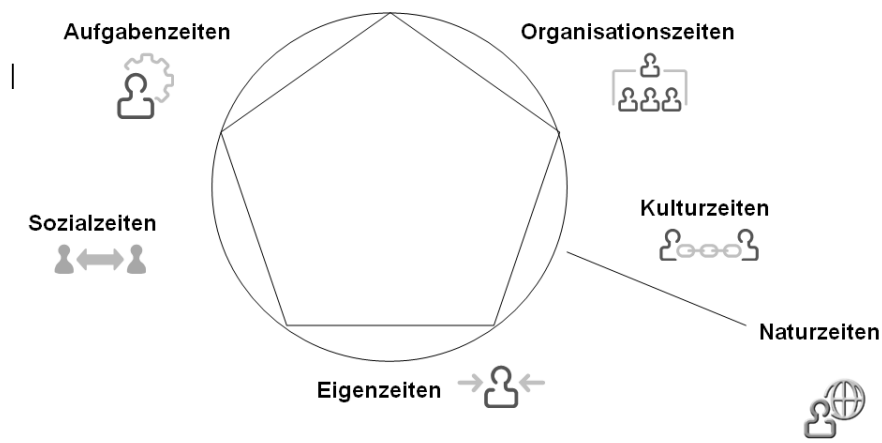 Aufgabenzeiten
Organisationszeiten
Sozialzeiten
Kulturzeiten
Naturzeiten
Eigenzeiten